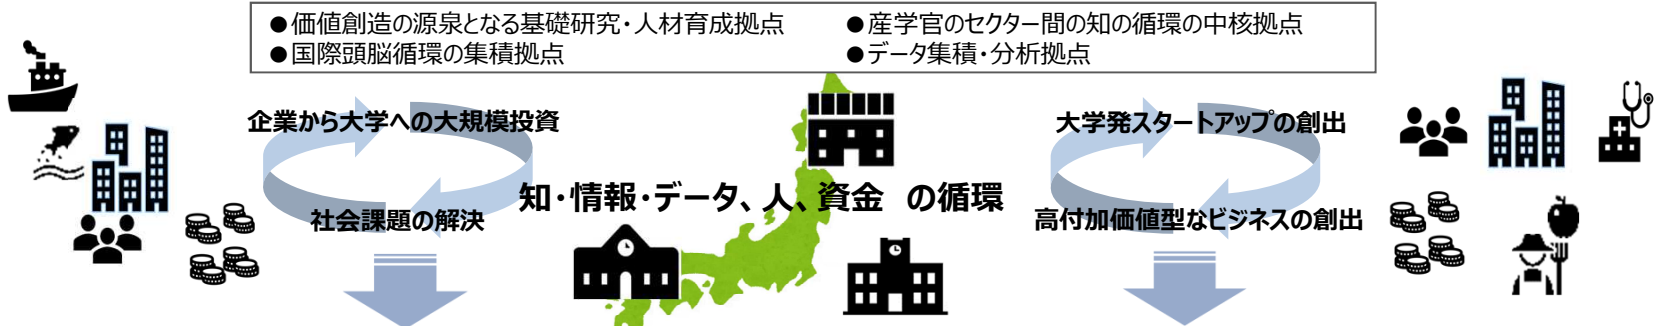 ●価値創造の源泉となる基礎研究・人材育成拠点
●産学官のセクター間の知の循環の中核拠点
●国際頭脳循環の集積拠点
●データ集積・分析拠点
企業から大学への大規模投資
大学発スタートアップの創出
知・情報・データ、人、資金　の循環
社会課題の解決
高付加価値型なビジネスの創出